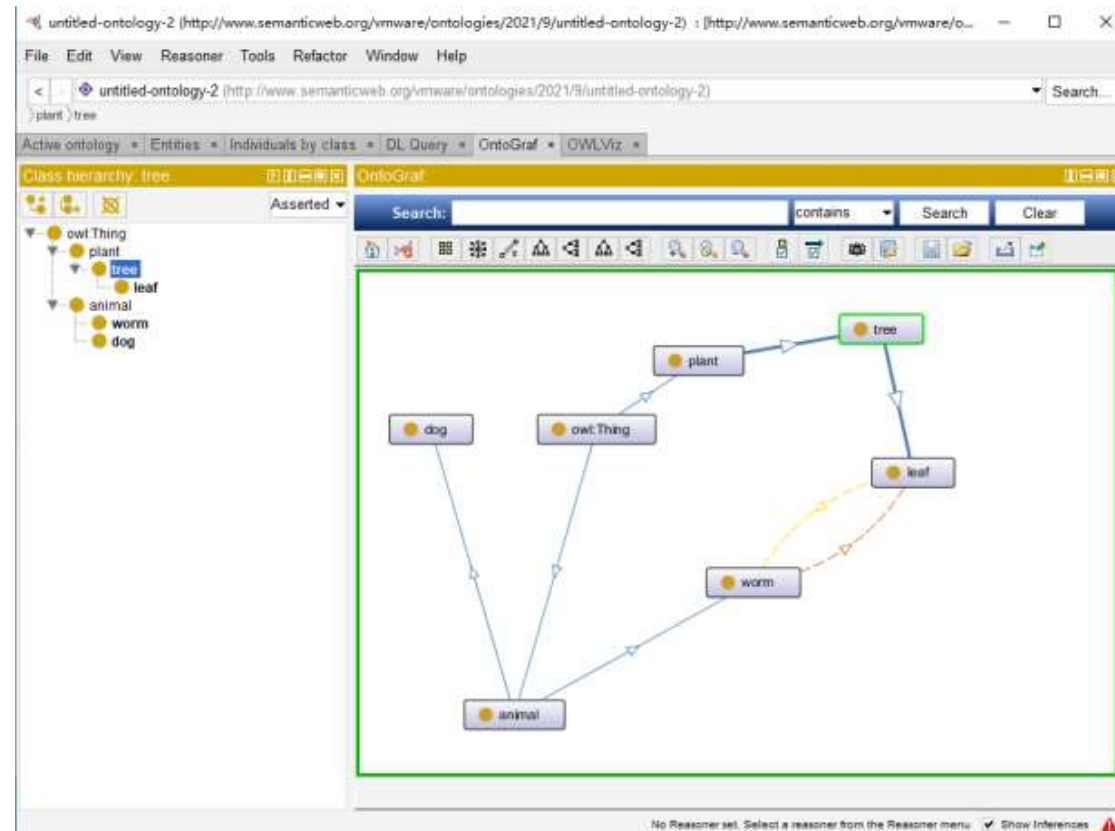 untitled-ontology-2 (http://www.semanticweb.org/vmware/ontologies/2021/9/untitled-ontology-2) : [http://www.semanticweb.org/vmware/o...
File Edit View Reasoner Tools Refactor Window Help
< > untitled-ontology-2 (http://www.semanticweb.org/vmware/ontologies/2021/9/untitled-ontology-2) Search...
plant tree
Active ontology × Entities × Individuals by class × DL Query × OntoGraf × OWLViz ×
Class hierarchy: tree OntoGraf
Asserted
Search: contains Search Clear
owl:Thing
plant
tree
leaf
animal
worm
dog
tree
plant
dog
owl:Thing
leaf
worm
animal
No Reasoner set. Select a reasoner from the Reasoner menu Show Inferences